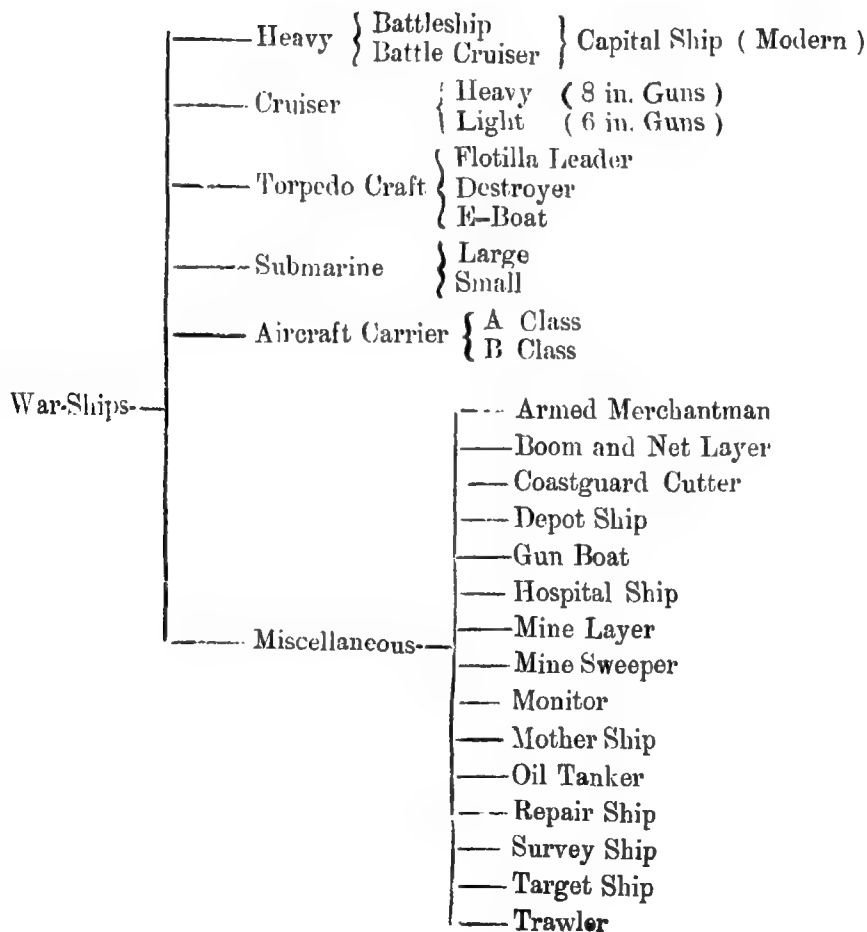 Heavy { Battleship
Battle Cruiser } Capital Ship ( Modern )
Cruiser { Heavy ( 8 in. Guns )
Light ( 6 in. Guns )
Torpedo Craft { Flotilla Leader
Destroyer
E-Boat
Submarine { Large
Small
Aircraft Carrier { A Class
B Class
War-Ships
Armed Merchantman
Boom and Net Layer
Coastguard Cutter
Depot Ship
Gun Boat
Hospital Ship
Miscellaneous
Mine Layer
Mine Sweeper
Monitor
Mother Ship
Oil Tanker
Repair Ship
Survey Ship
Target Ship
Trawler